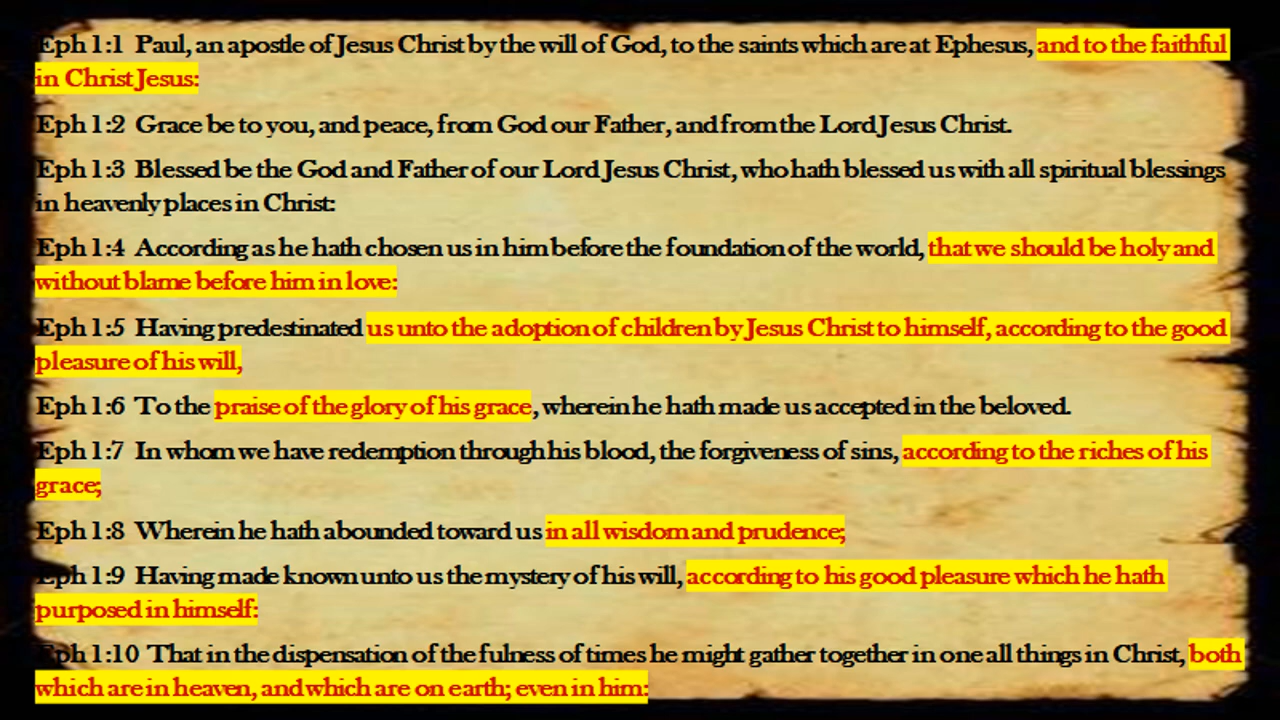 Eph 1:1 Paul, an apostle of Jesus Christ by the will of God, to the saints which are at Ephesus, and to the faithful
in Christ Jesus:
Eph 1:2 Grace be to you, and peace, from God our Father, and from the Lord Jesus Christ.
Eph 1:3 Blessed be the God and Father of our Lord Jesus Christ, who hath blessed us with all spiritual blessings
in heavenly places in Christ:
Eph 1:4 According as he hath chosen us in him before the foundation of the world, that we should be holy and
without blame before him in love:
Eph 1:5 Having predestinated us unto the adoption of children by Jesus Christ to himself, according to the good
pleasure of his will,
Eph 1:6 To the praise of the glory of his grace, wherein he hath made us accepted in the beloved.
Eph 1:7 In whom we have redemption through his blood, the forgiveness of sins, according to the riches of his
grace;
Eph 1:8 Wherein he hath abounded toward us in all wisdom and prudence;
Eph 1:9 Having made known unto us the mystery of his will, according to his good pleasure which he hath
purposed in himself:
Eph 1:10 That in the dispensation of the fulness of times he might gather together in one all things in Christ, both
which are in heaven, and which are on earth; even in him: